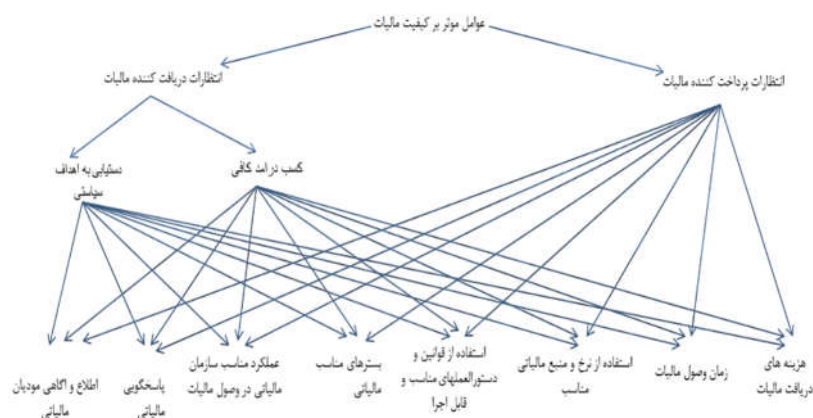 عوامل موثر بر کیفیت مالیات
انتظارات پرداخت کننده مالیات
انتظارات دریافت کننده مالیات
کسب درامد کافی
دستیابی به اهداف
سیاستی
هزینه های
دریافت مالیات
زمان وصول مالیات
استفاده از نرخ و منبع مالیاتی
مناسب
استفاده از قوانین و
دستورالعملهای مناسب و
قابل اجرا
بسترهای مناسب
مالیاتی
عملکرد مناسب سازمان
مالیاتی در وصول مالیات
پاسخگویی
مالیاتی
اطلاع و اگاهی مودیان
مالیاتی